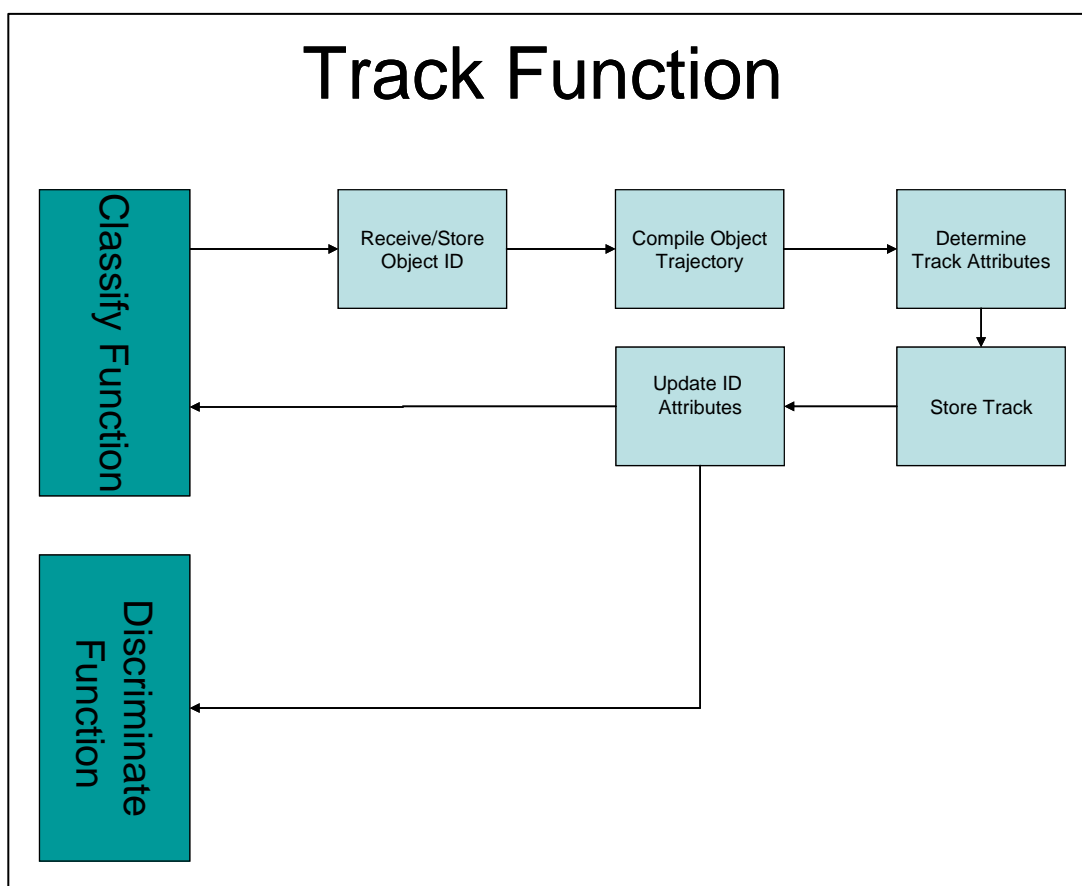 Track Function
Classify Function
Receive/Store
Object ID
Compile Object
Trajectory
Determine
Track Attributes
Update ID
Attributes
Store Track
Discriminate
Function